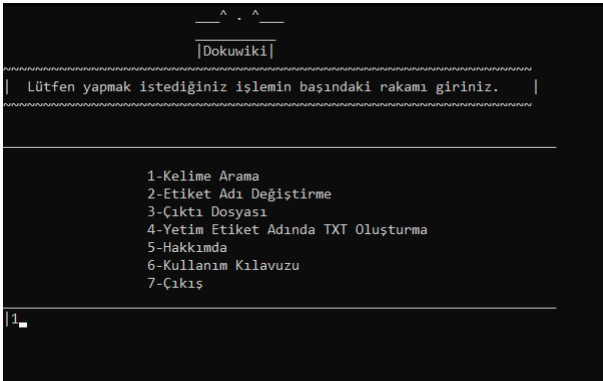 ___^ . ^___
|Dokuwiki|
~~~~~~~~~~~~~~~~~~~~~~~~~~~~~~~~~~~~~~~~~~~~~~~~~~~~~~~~~~~~~~~~~~
| Lütfen yapmak istediğiniz işlemin başındaki rakamı giriniz. |
~~~~~~~~~~~~~~~~~~~~~~~~~~~~~~~~~~~~~~~~~~~~~~~~~~~~~~~~~~~~~~~~~~
1-Kelime Arama
2-Etiket Adı Değiştirme
3-Çıktı Dosyası
4-Yetim Etiket Adında TXT Oluşturma
5-Hakkımda
6-Kullanım Kılavuzu
7-Çıkış
|1